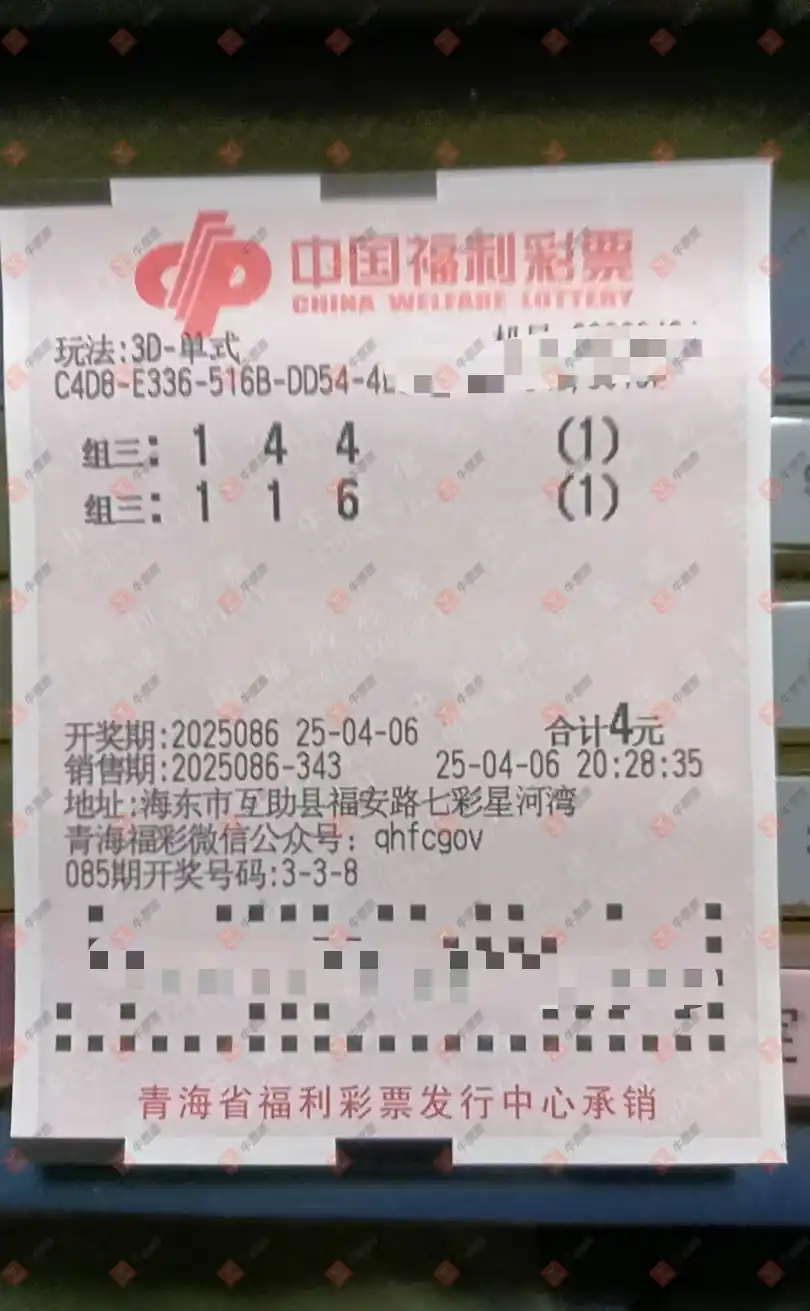 中国福利彩票
CHINA WELFARE LOTTERY
玩法:3D-单式
C4D8-E336-516B-DD54-4
组三: 1 4 4 (1)
组三: 1 1 6 (1)
开奖期:2025086 25-04-06 合计4元
销售期:2025086-343 25-04-06 20:28:35
地址:海东市互助县福安路七彩星河湾
青海福彩微信公众号: qhfcgov
085期开奖号码:3-3-8
青海省福利彩票发行中心承销